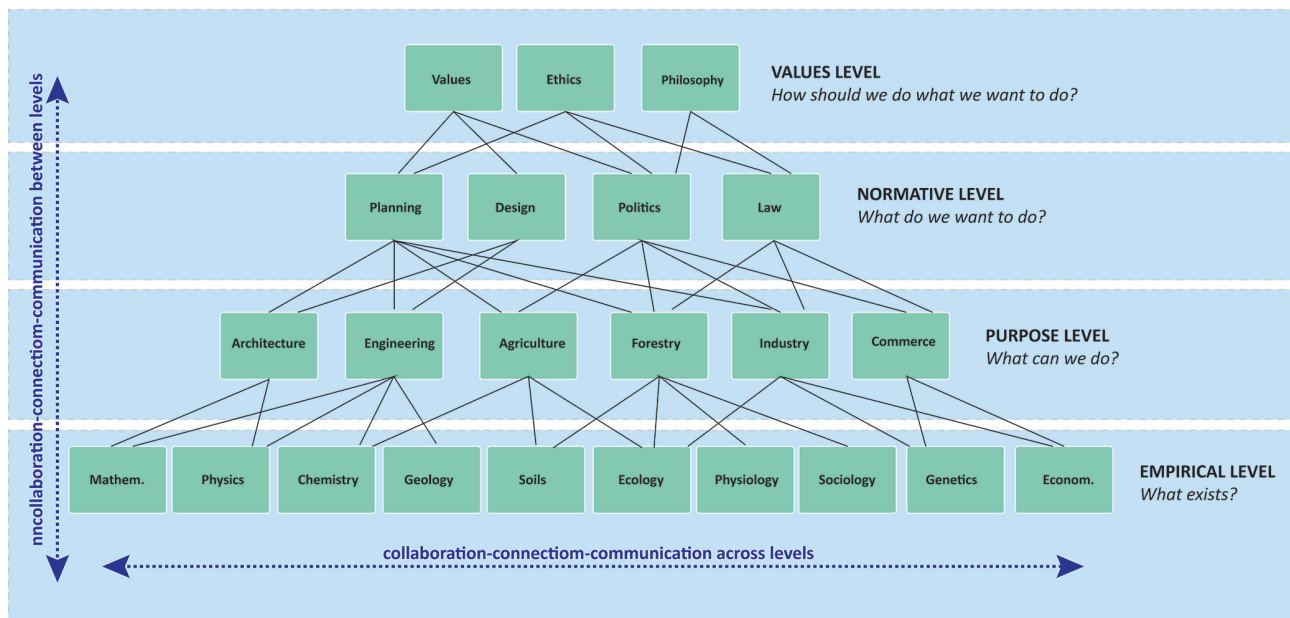 Values
Ethics
Philosophy
VALUES LEVEL
How should we do what we want to do?
Planning
Design
Politics
Law
NORMATIVE LEVEL
What do we want to do?
Architecture
Engineering
Agriculture
Forestry
Industry
Commerce
PURPOSE LEVEL
What can we do?
Mathem.
Physics
Chemistry
Geology
Soils
Ecology
Physiology
Sociology
Genetics
Econom.
EMPIRICAL LEVEL
What exists?
nncollaboration-connectiom-communication between levels
collaboration-connectiom-communication across levels